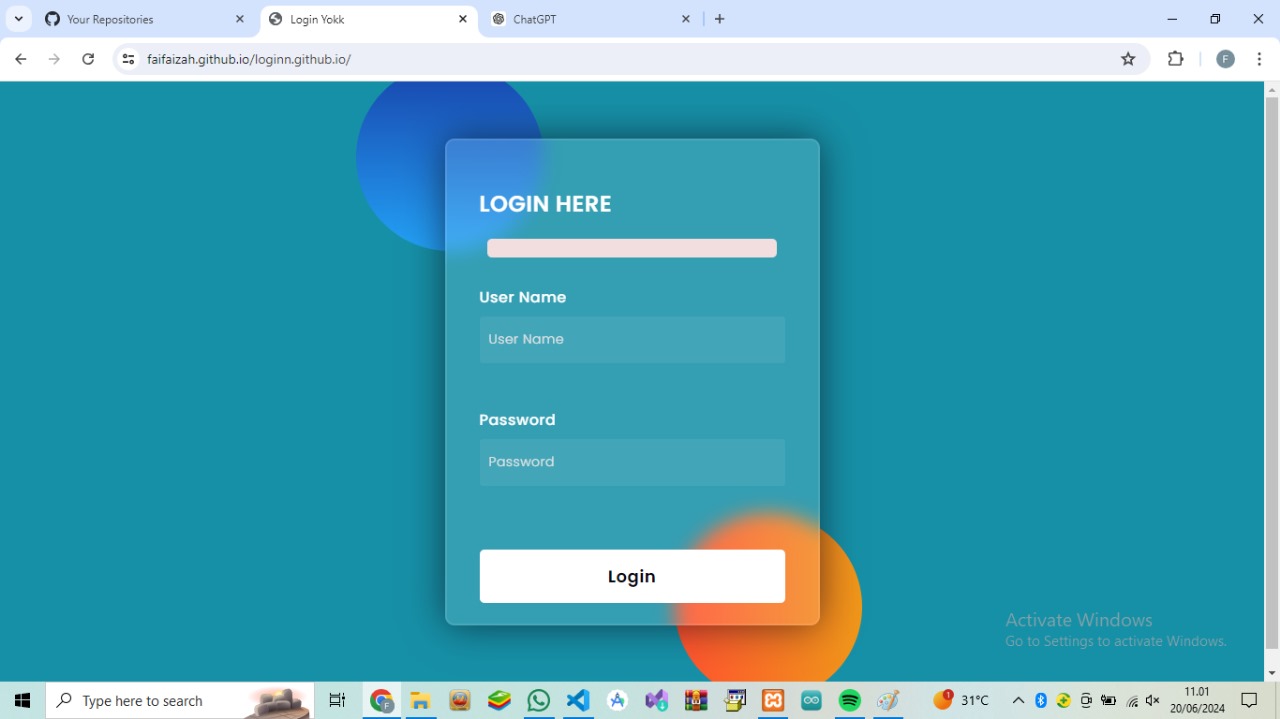 Your Repositories
Login Yokk
ChatGPT
faifaizah.github.io/loginn.github.io/
F
LOGIN HERE
User Name
User Name
Password
Password
Login
Activate Windows
Go to Settings to activate Windows.
Type here to search
F
1
31°C
11.01
20/06/2024